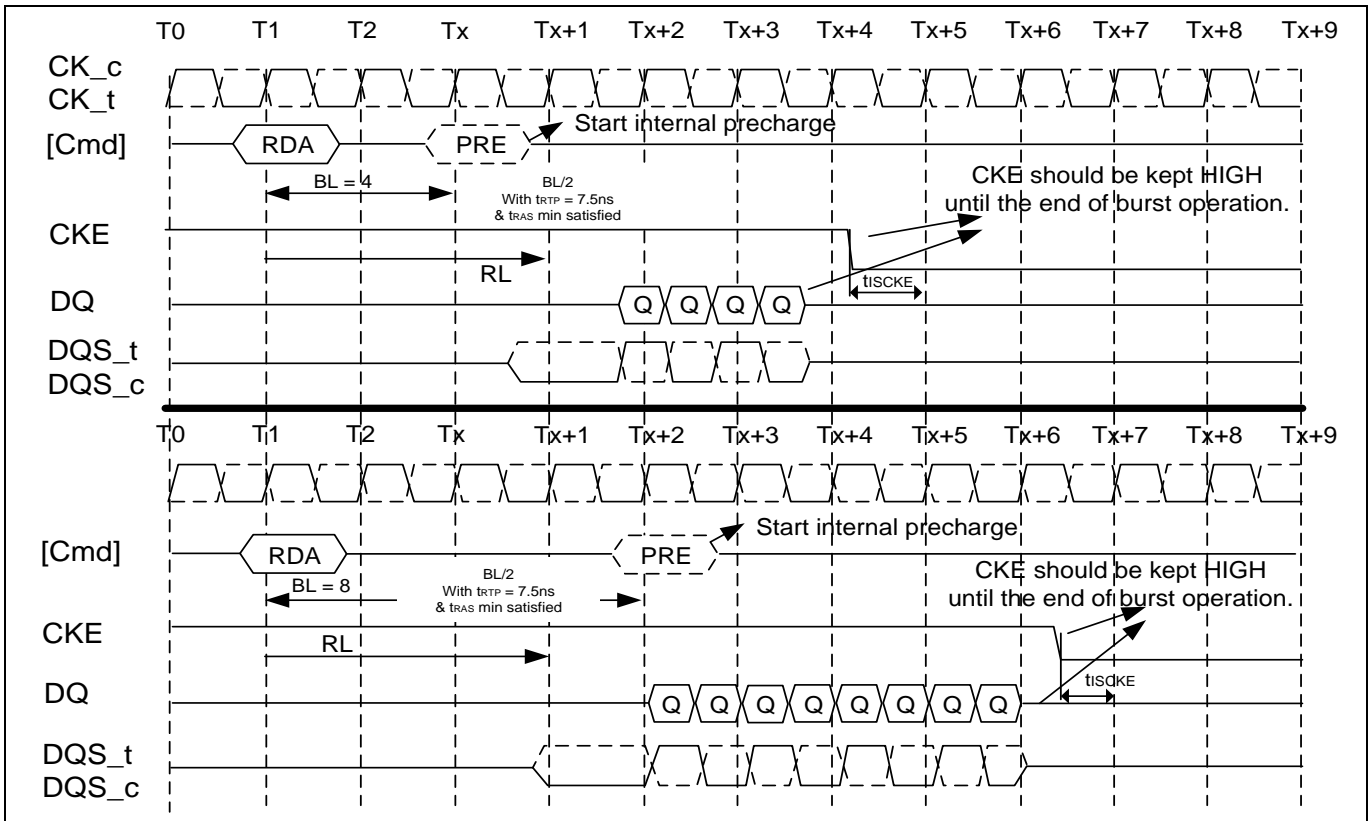 T0 T1 T2 Tx Tx+1 Tx+2 Tx+3 Tx+4 Tx+5 Tx+6 Tx+7 Tx+8 Tx+9
CK_c
CK_t
Start internal precharge
[Cmd] RDA PRE
BL = 4
BL/2
With tRTP = 7.5ns
& tRAS min satisfied
CKE should be kept HIGH
until the end of burst operation.
CKE
RL
tISCKE
DQ Q Q Q Q
DQS_t
DQS_c
T0 T1 T2 Tx Tx+1 Tx+2 Tx+3 Tx+4 Tx+5 Tx+6 Tx+7 Tx+8 Tx+9
Start internal precharge
[Cmd] RDA PRE
BL = 8
BL/2
With tRTP = 7.5ns
& tRAS min satisfied
CKE should be kept HIGH
until the end of burst operation.
CKE
RL
tISCKE
DQ Q Q Q Q Q Q Q Q
DQS_t
DQS_c